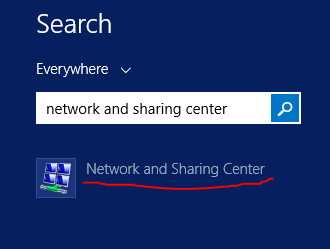 Search
Everywhere
network and sharing center
Network and Sharing Center